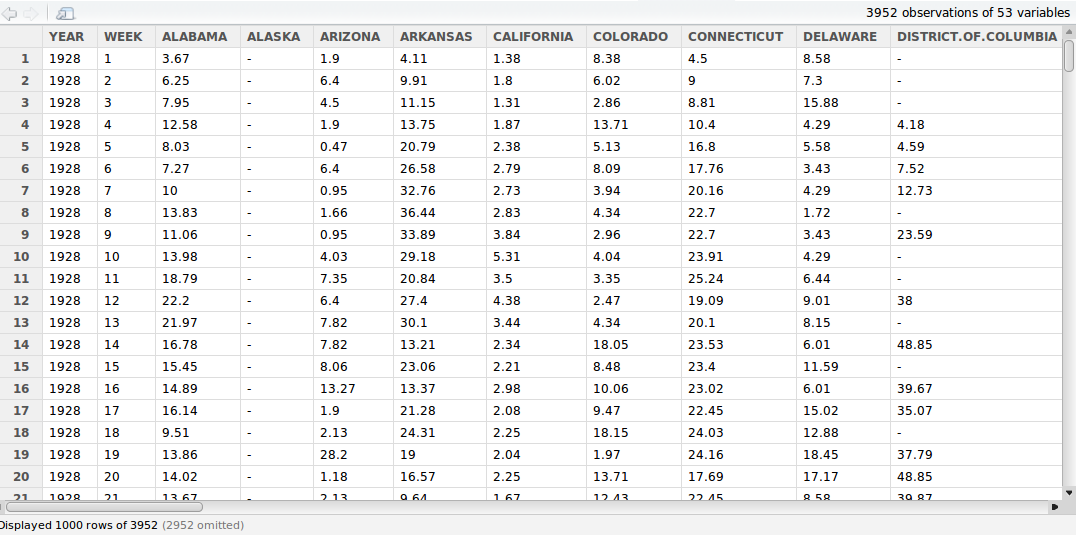 3952 observations of 53 variables
YEAR WEEK ALABAMA ALASKA ARIZONA ARKANSAS CALIFORNIA COLORADO CONNECTICUT DELAWARE DISTRICT.OF.COLUMBIA
1 1928 1 3.67 - 1.9 4.11 1.38 8.38 4.5 8.58 -
2 1928 2 6.25 - 6.4 9.91 1.8 6.02 9 7.3 -
3 1928 3 7.95 - 4.5 11.15 1.31 2.86 8.81 15.88 -
4 1928 4 12.58 - 1.9 13.75 1.87 13.71 10.4 4.29 4.18
5 1928 5 8.03 - 0.47 20.79 2.38 5.13 16.8 5.58 4.59
6 1928 6 7.27 - 6.4 26.58 2.79 8.09 17.76 3.43 7.52
7 1928 7 10 - 0.95 32.76 2.73 3.94 20.16 4.29 12.73
8 1928 8 13.83 - 1.66 36.44 2.83 4.34 22.7 1.72 -
9 1928 9 11.06 - 0.95 33.89 3.84 2.96 22.7 3.43 23.59
10 1928 10 13.98 - 4.03 29.18 5.31 4.04 23.91 4.29 -
11 1928 11 18.79 - 7.35 20.84 3.5 3.35 25.24 6.44 -
12 1928 12 22.2 - 6.4 27.4 4.38 2.47 19.09 9.01 38
13 1928 13 21.97 - 7.82 30.1 3.44 4.34 20.1 8.15 -
14 1928 14 16.78 - 7.82 13.21 2.34 18.05 23.53 6.01 48.85
15 1928 15 15.45 - 8.06 23.06 2.21 8.48 23.4 11.59 -
16 1928 16 14.89 - 13.27 13.37 2.98 10.06 23.02 6.01 39.67
17 1928 17 16.14 - 1.9 21.28 2.08 9.47 22.45 15.02 35.07
18 1928 18 9.51 - 2.13 24.31 2.25 18.15 24.03 12.88 -
19 1928 19 13.86 - 28.2 19 2.04 1.97 24.16 18.45 37.79
20 1928 20 14.02 - 1.18 16.57 2.25 13.71 17.69 17.17 48.85
21 1928 21 13.67 - 2.13 9.64 1.67 12.43 22.45 8.58 39.87
Displayed 1000 rows of 3952 (2952 omitted)